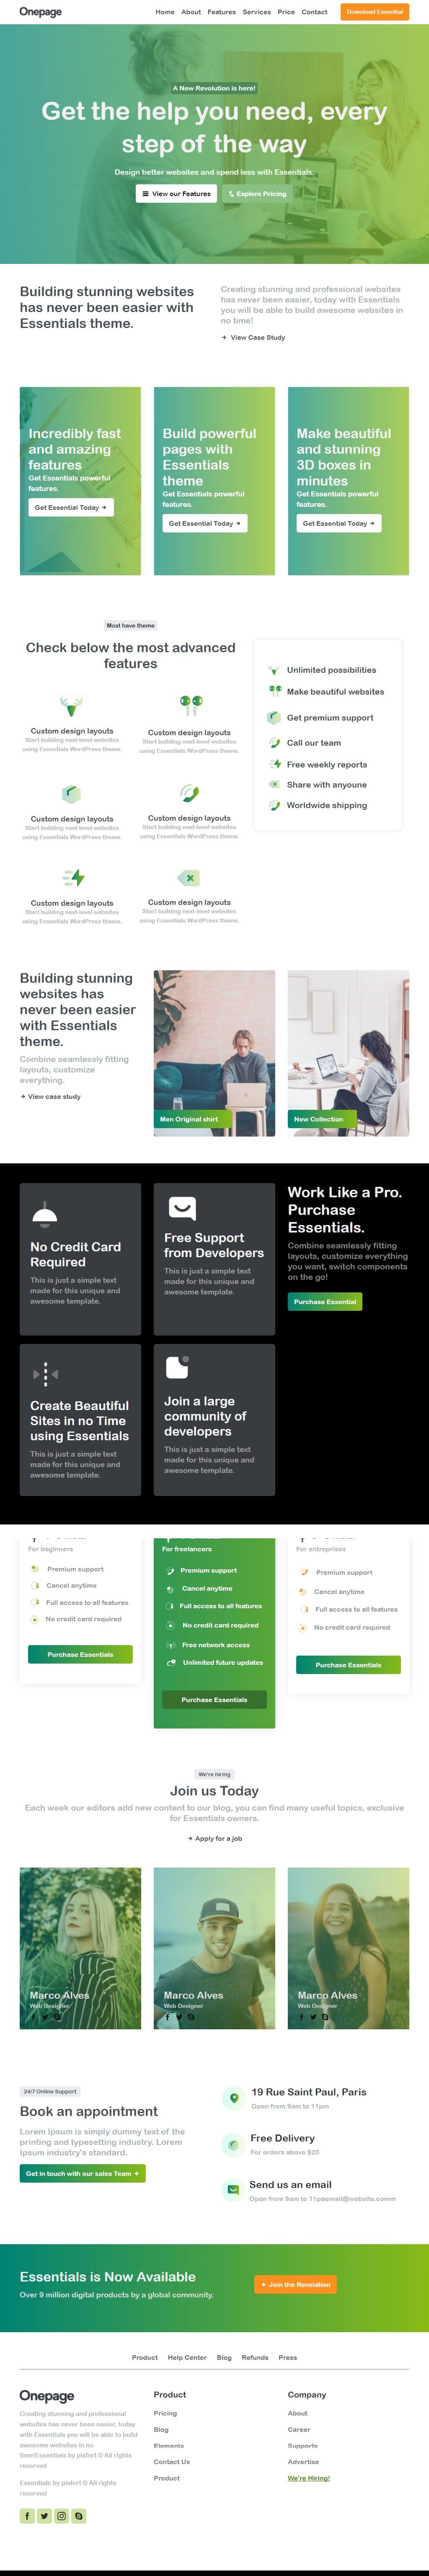 Onepage
Home About Features Services Price Contact
Download Essential
A New Revolution is here!
Get the help you need, every
step of the way
Design better websites and spend less with Essentials.
View our Features
Explore Pricing
Building stunning websites
has never been easier with
Essentials theme.
Creating stunning and professional websites
has never been easier, today with Essentials
you will be able to build awesome websites in
no time!
View Case Study
Incredibly fast
and amazing
features
Get Essentials powerful
features.
Get Essential Today
Build powerful
pages with
Essentials
theme
Get Essentials powerful
features.
Get Essential Today
Make beautiful
and stunning
3D boxes in
minutes
Get Essentials powerful
features.
Get Essential Today
Most have theme
Check below the most advanced
features
Custom design layouts
Start building next-level websites
using Essentials WordPress theme.
Custom design layouts
Start building next-level websites
using Essentials WordPress theme.
Custom design layouts
Start building next-level websites
using Essentials WordPress theme.
Custom design layouts
Start building next-level websites
using Essentials WordPress theme.
Custom design layouts
Start building next-level websites
using Essentials WordPress theme.
Custom design layouts
Start building next-level websites
using Essentials WordPress theme.
Unlimited possibilities
Make beautiful websites
Get premium support
Call our team
Free weekly reports
Share with anyoune
Worldwide shipping
Building stunning
websites has
never been easier
with Essentials
theme.
Combine seamlessly fitting
layouts, customize
everything.
View case study
Men Original shirt
New Collection
No Credit Card
Required
This is just a simple text
made for this unique and
awesome template.
Free Support
from Developers
This is just a simple text
made for this unique and
awesome template.
Work Like a Pro.
Purchase
Essentials.
Combine seamlessly fitting
layouts, customize everything
you want, switch components
on the go!
Purchase Essential
Create Beautiful
Sites in no Time
using Essentials
This is just a simple text
made for this unique and
awesome template.
Join a large
community of
developers
This is just a simple text
made for this unique and
awesome template.
For beginners
Premium support
Cancel anytime
Full access to all features
No credit card required
Purchase Essentials
For freelancers
Premium support
Cancel anytime
Full access to all features
No credit card required
Free network access
Unlimited future updates
Purchase Essentials
For entreprises
Premium support
Cancel anytime
Full access to all features
No credit card required
Purchase Essentials
We're hiring
Join us Today
Each week our editors add new content to our blog, you can find many useful topics, exclusive
for Essentials owners.
Apply for a job
Marco Alves
Web Designer
Marco Alves
Web Designer
Marco Alves
Web Designer
24/7 Online Support
Book an appointment
Lorem Ipsum is simply dummy text of the
printing and typesetting industry. Lorem
Ipsum industry's standard.
Get in touch with our sales Team
19 Rue Saint Paul, Paris
Open from 9am to 11pm
Free Delivery
For orders above $20
Send us an email
Open from 9am to 11paemail@website.comm
Essentials is Now Available
Over 9 million digital products by a global community.
Join the Revelation
Product Help Center Blog Refunds Press
Onepage
Creating stunning and professional
websites has never been easier, today
with Essentials you will be able to build
awesome websites in no
time!Essentials by pixfort © All rights
reserved
Essentials by pixfort © All rights
reserved
Product
Pricing
Blog
Elements
Contact Us
Product
Company
About
Career
Supports
Advertise
We're Hiring!